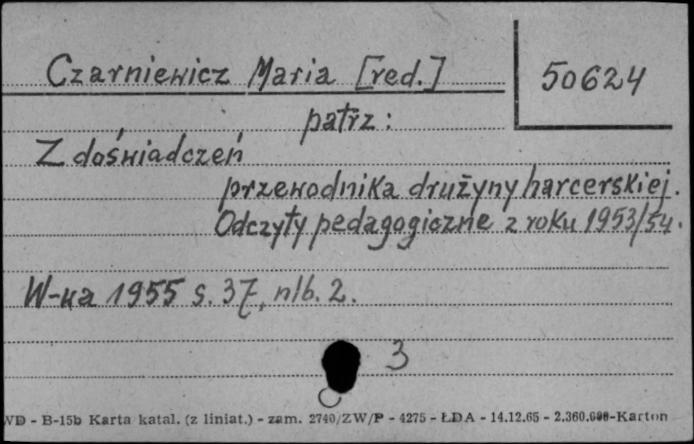 Czarniewicz Maria [red.]
50624
patrz:
Z doświadczeń
przewodnika drużyny harcerskiej.
Odczyty pedagogiczne z roku 1953/54.
W-wa 1955 s. 37, nlb. 2.
3
WD - B-15b Karta katal. (z liniat.) - zam. 2740/ZW/P - 4275 - ŁDA - 14.12.65 - 2.360.000-Karton